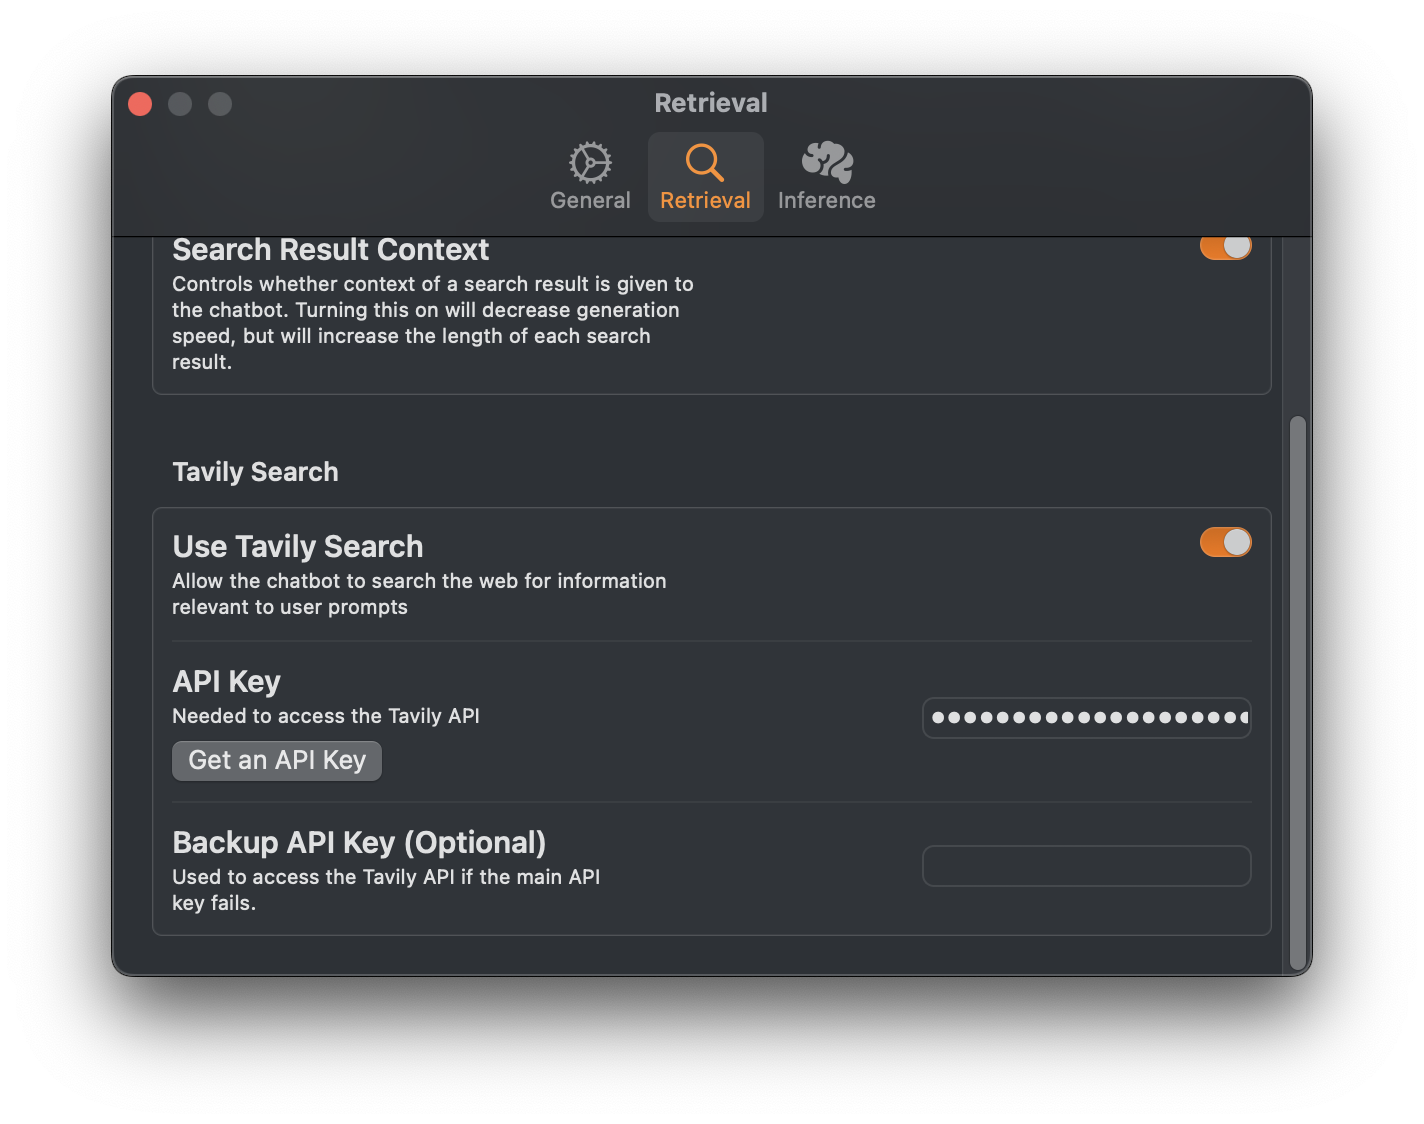 Retrieval
General
Retrieval
Inference
Search Result Context
Controls whether context of a search result is given to
the chatbot. Turning this on will decrease generation
speed, but will increase the length of each search
result.
Tavily Search
Use Tavily Search
Allow the chatbot to search the web for information
relevant to user prompts
API Key
Needed to access the Tavily API
Get an API Key
Backup API Key (Optional)
Used to access the Tavily API if the main API
key fails.